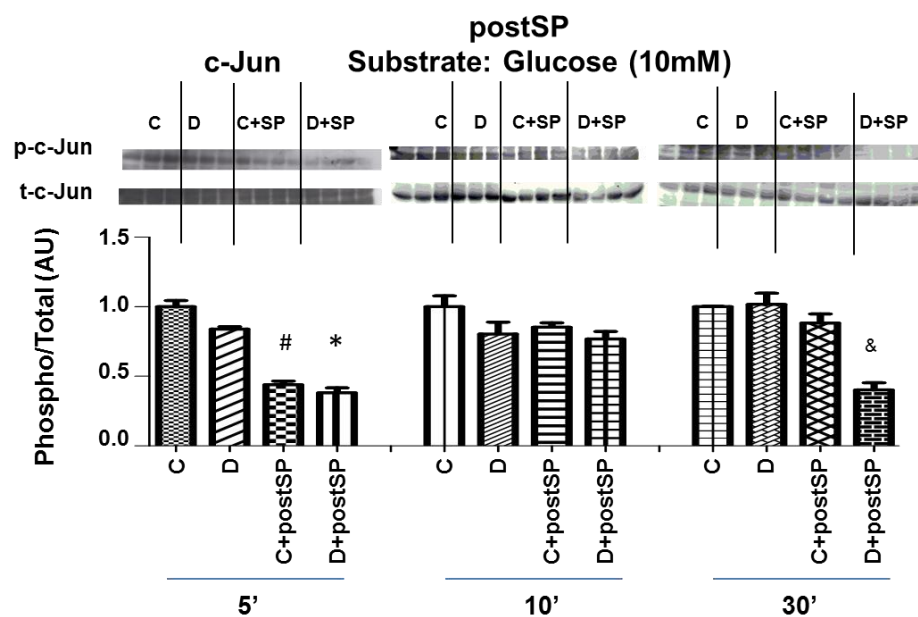 postSP
c-Jun Substrate: Glucose (10mM)
C D C+SP D+SP C D C+SP D+SP C D C+SP D+SP
p-c-Jun
t-c-Jun
Phospho/Total (AU)
1.5
1.0
0.5
0.0
# * &
C D C+postSP D+postSP C D C+postSP D+postSP C D C+postSP D+postSP
5’ 10’ 30’